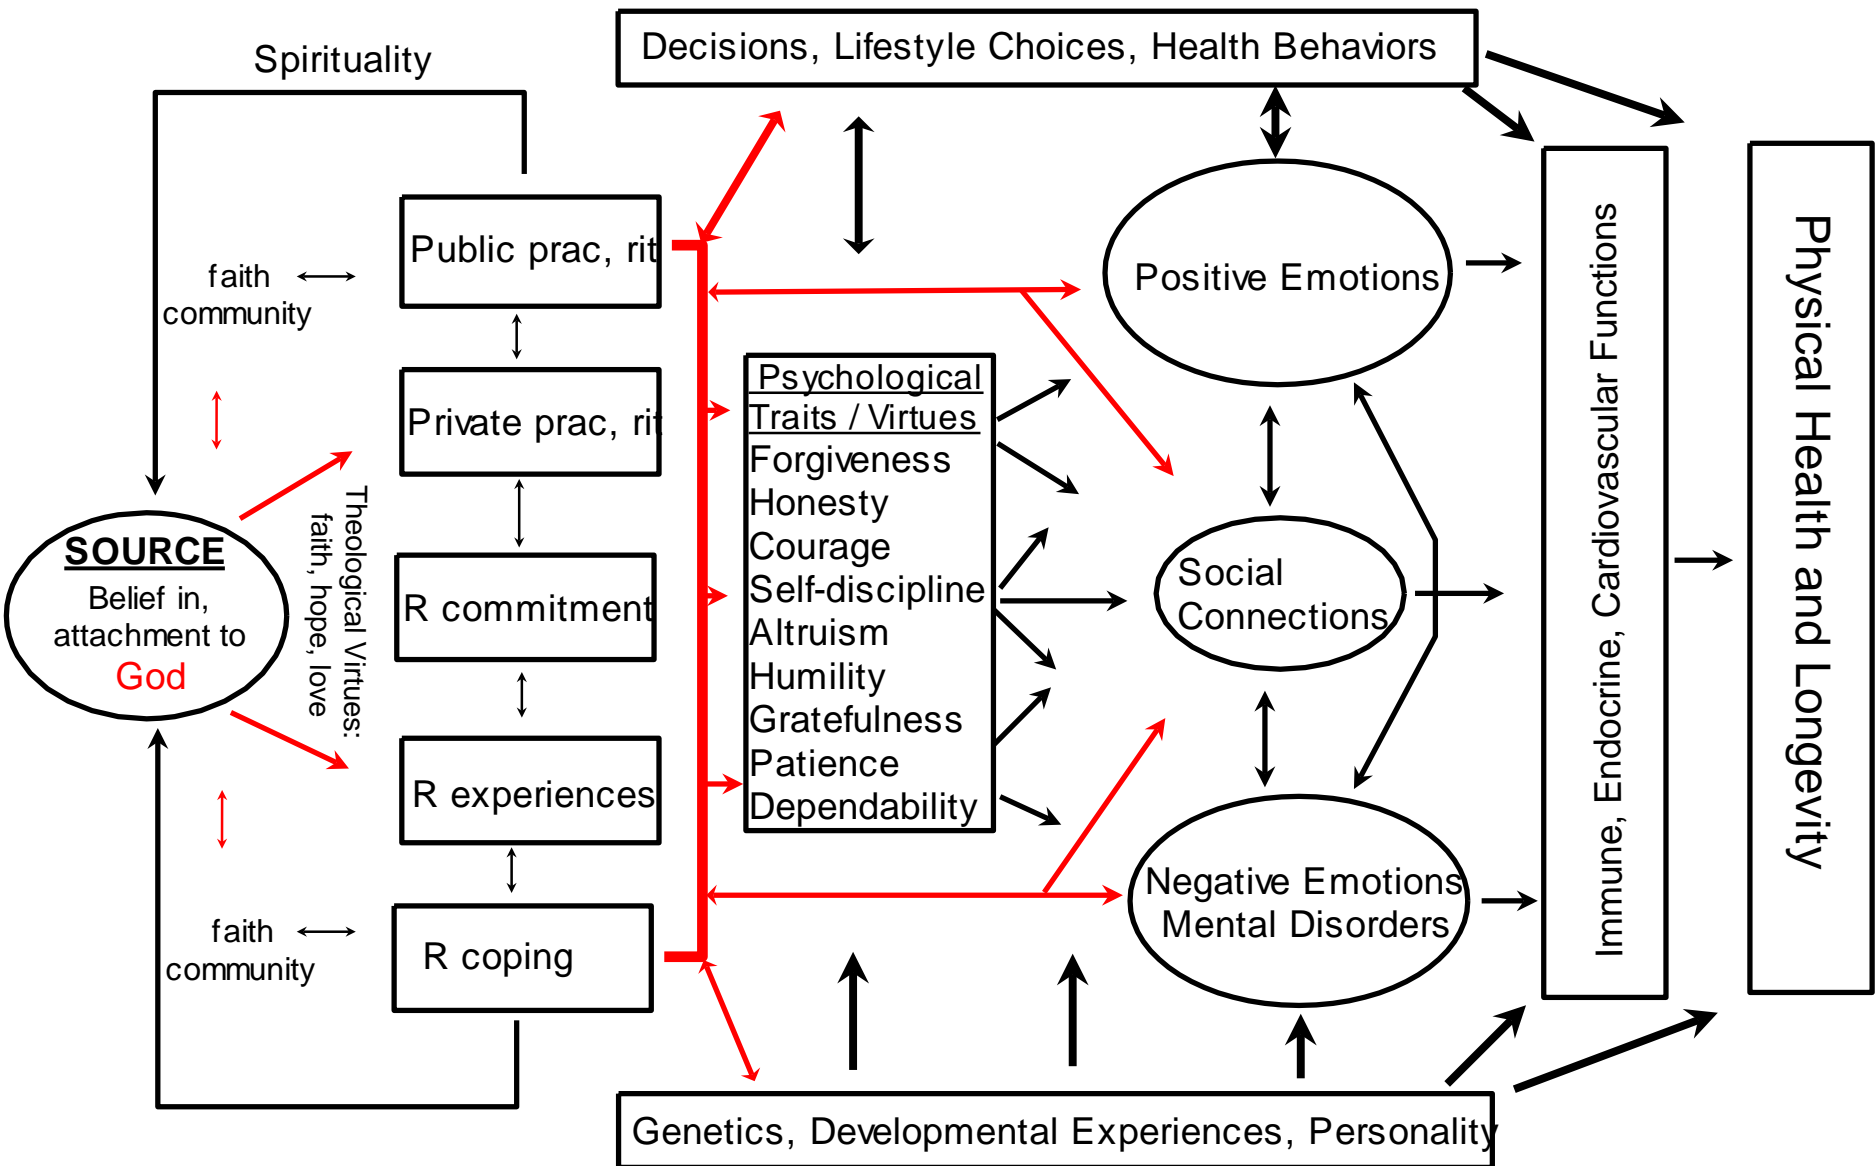 Decisions, Lifestyle Choices, Health Behaviors
Spirituality
Public prac, rit
faith
community
Private prac, rit
Theological Virtues:
faith, hope, love
SOURCE
Belief in,
attachment to
God
R commitment
R experiences
faith
community
R coping
Psychological
Traits / Virtues
Forgiveness
Honesty
Courage
Self-discipline
Altruism
Humility
Gratefulness
Patience
Dependability
Positive Emotions
Social
Connections
Negative Emotions
Mental Disorders
Immune, Endocrine, Cardiovascular Functions
Physical Health and Longevity
Genetics, Developmental Experiences, Personality